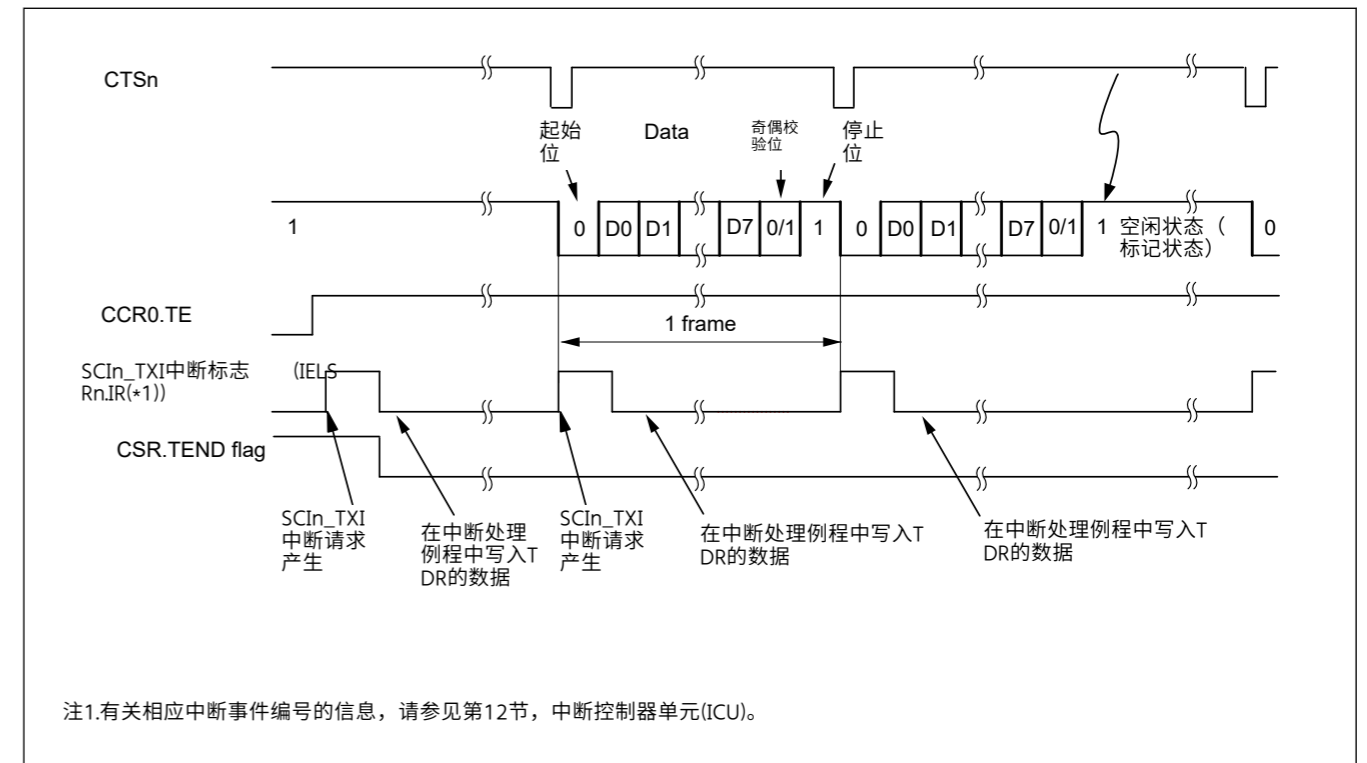 CTSn
起始
位
Data
奇偶校
验位
停止
位
1
0 D0 D1 D7 0/1 1 0 D0 D1 D7 0/1 1 空闲状态（
标记状态） 0
CCR0.TE
1 frame
SCIn_TXI中断标志 (IELS
Rn.IR(*1))
CSR.TEND flag
SCIn_TXI
中断请求
产生
在中断处理
例程中写入T
DR的数据
SCIn_TXI
中断请求
产生
在中断处理例程中写入T
DR的数据
在中断处理例程中写入T
DR的数据
注1.有关相应中断事件编号的信息，请参见第12节，中断控制器单元(ICU)。